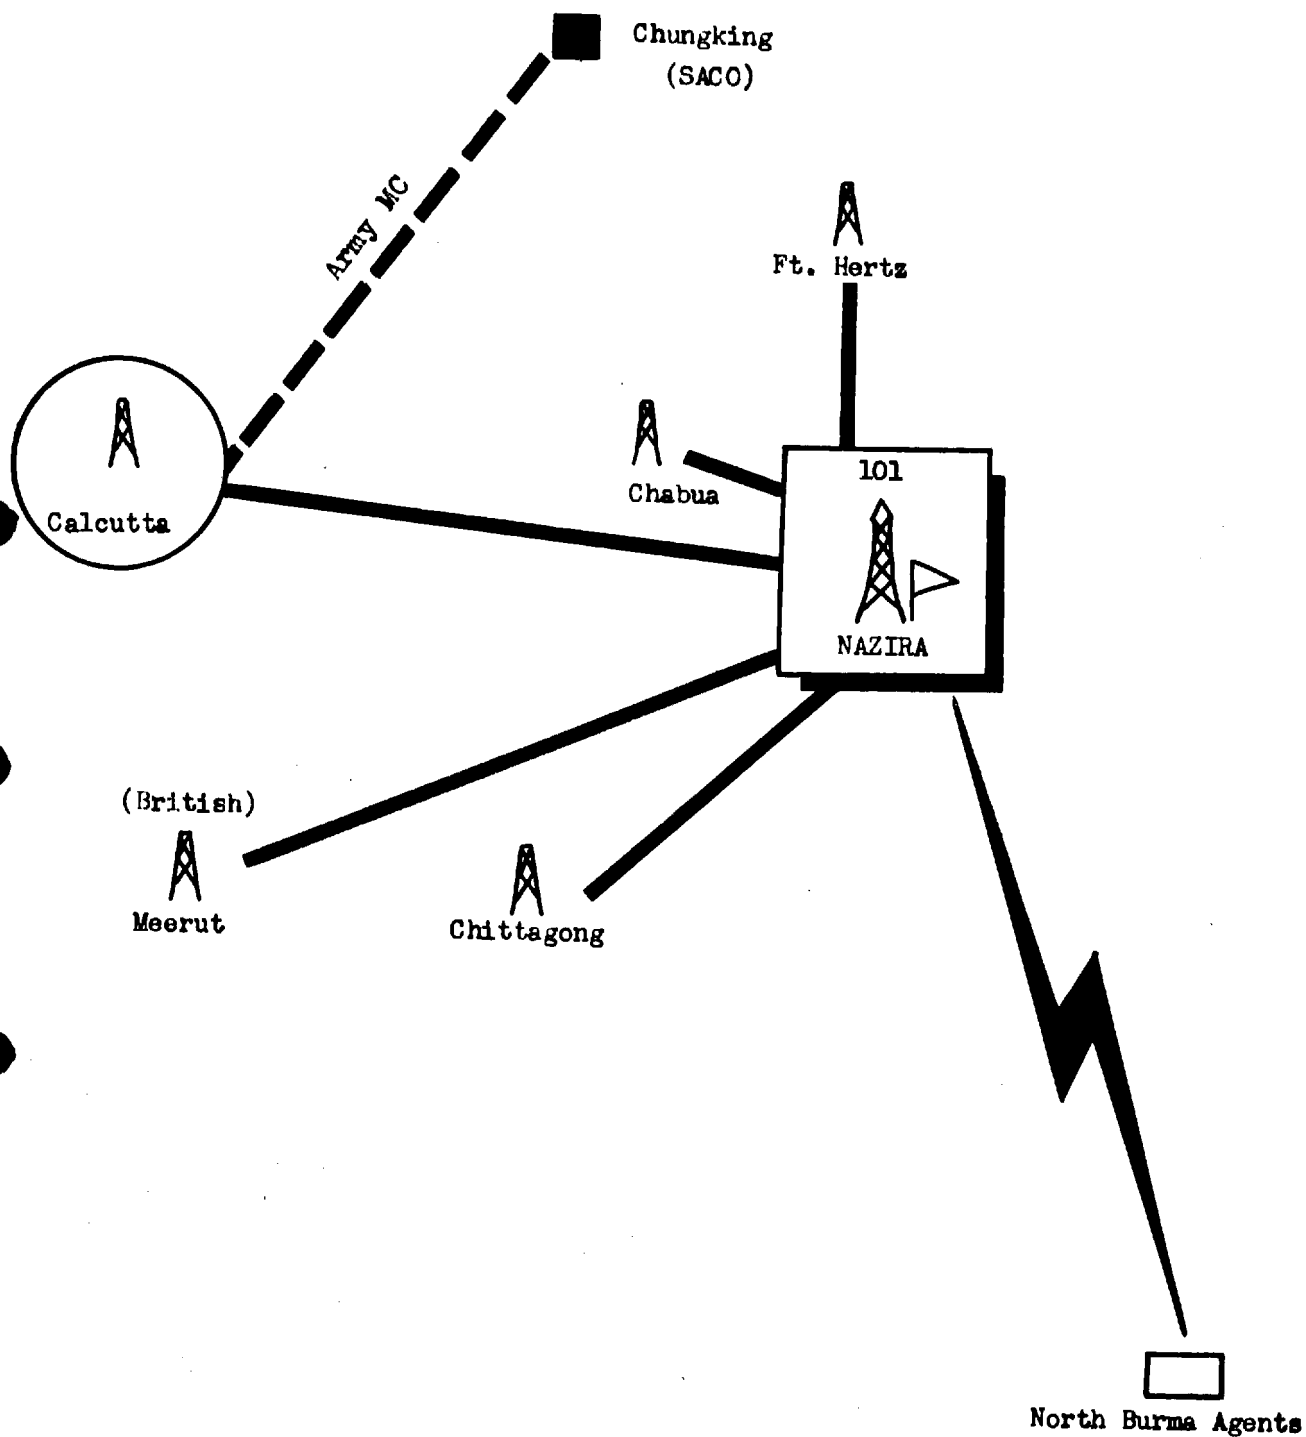 Chungking
(SACO)
Army MC
Ft. Hertz
Chabua
101
NAZIRA
Calcutta
(British)
Meerut
Chittagong
North Burma Agents